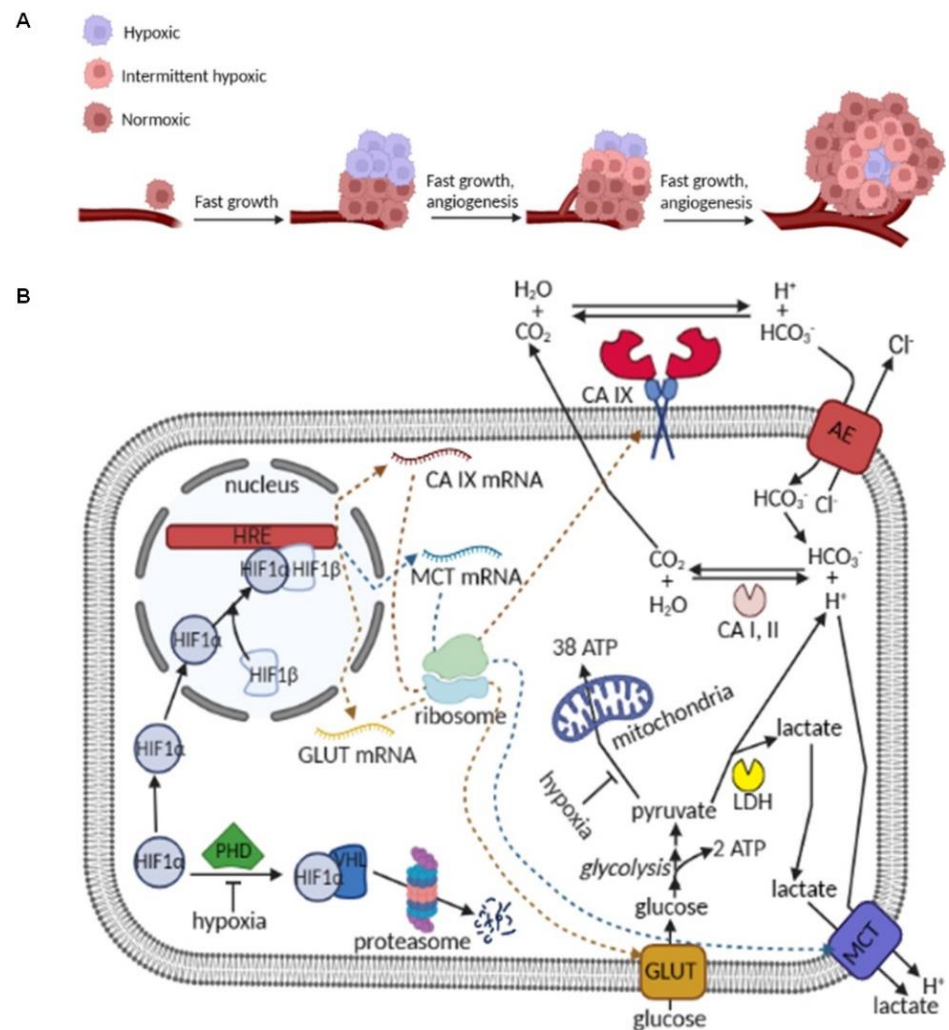 A
Hypoxic
Intermittent hypoxic
Normoxic
Fast growth
Fast growth,
angiogenesis
Fast growth,
angiogenesis
B
H₂O
+
CO₂
H⁺
+
HCO₃⁻
Cl⁻
CA IX
AE
nucleus
CA IX mRNA
HCO₃⁻ Cl⁻
HRE
HIF1α HIF1β
MCT mRNA
CO₂
+
H₂O
HCO₃⁻
+
H⁺
CA I, II
HIF1α
HIF1β
38 ATP
ribosome
mitochondria
GLUT mRNA
lactate
HIF1α
hypoxia
LDH
pyruvate
PHD
HIF1α
HIF1α
VHL
glycolysis
2 ATP
hypoxia
lactate
glucose
proteasome
MCT
GLUT
H⁺
lactate
glucose